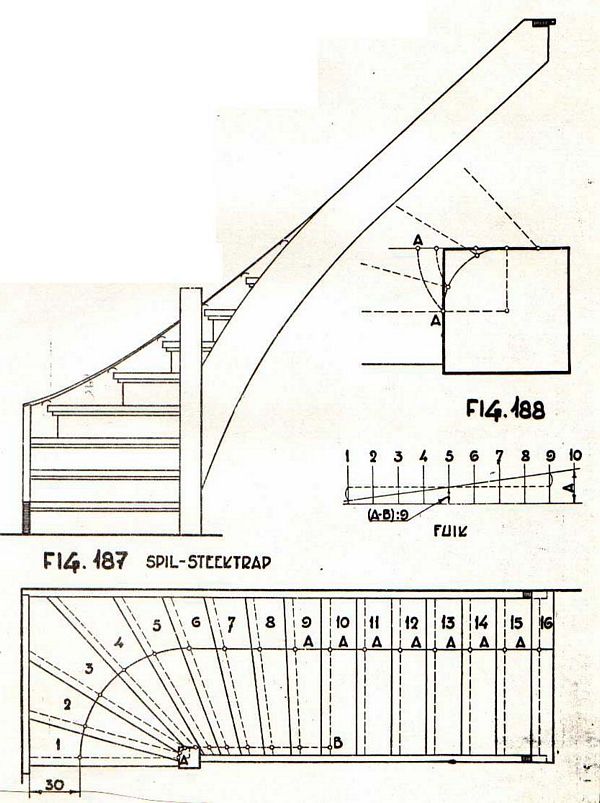 A
A
FIG. 188
1 2 3 4 5 6 7 8 9 10
A
(A-B):9
FUIK
FIG. 187 SPIL-STEEKTRAP
1 2 3 4 5 6 7 8 9 10 11 12 13 14 15 16
A A A A A A A
B
A
30